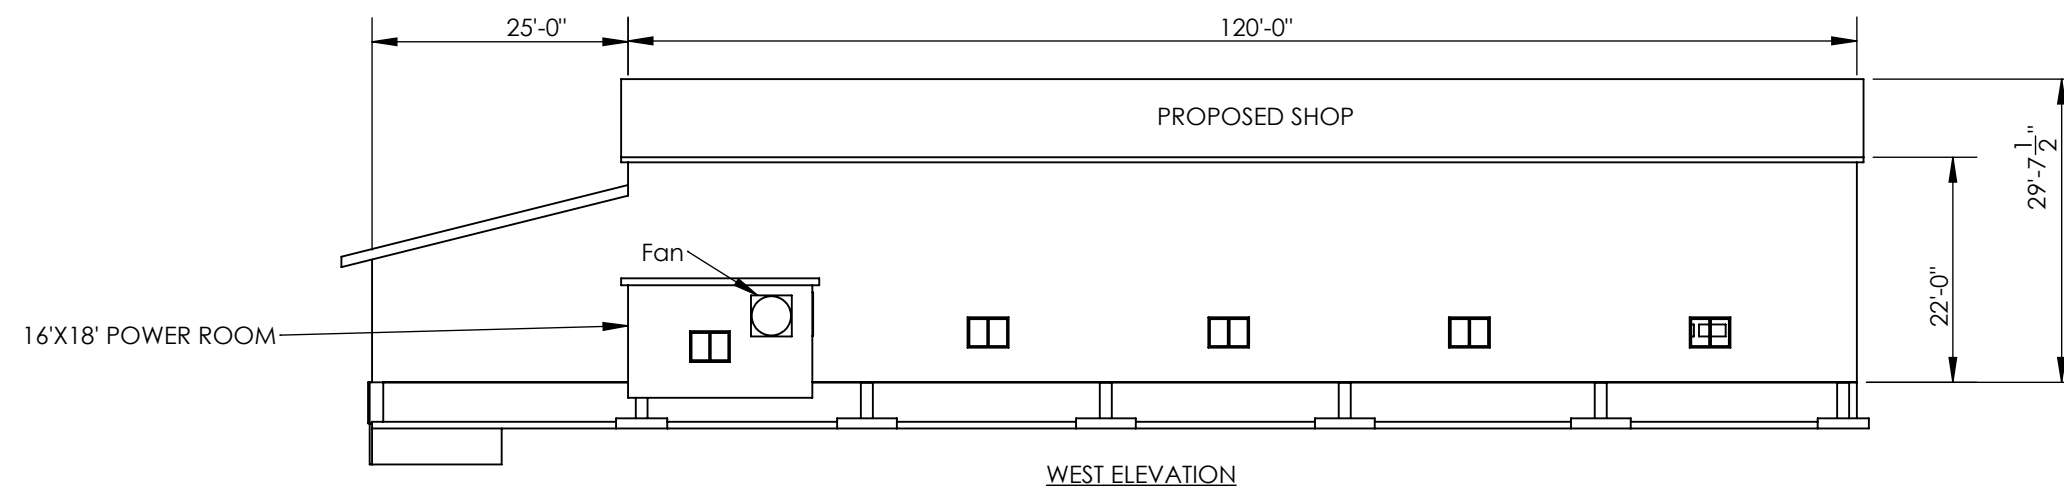 25'-0"
120'-0"
PROPOSED SHOP
29'-7 1/2"
Fan
22'-0"
16'X18' POWER ROOM
WEST ELEVATION